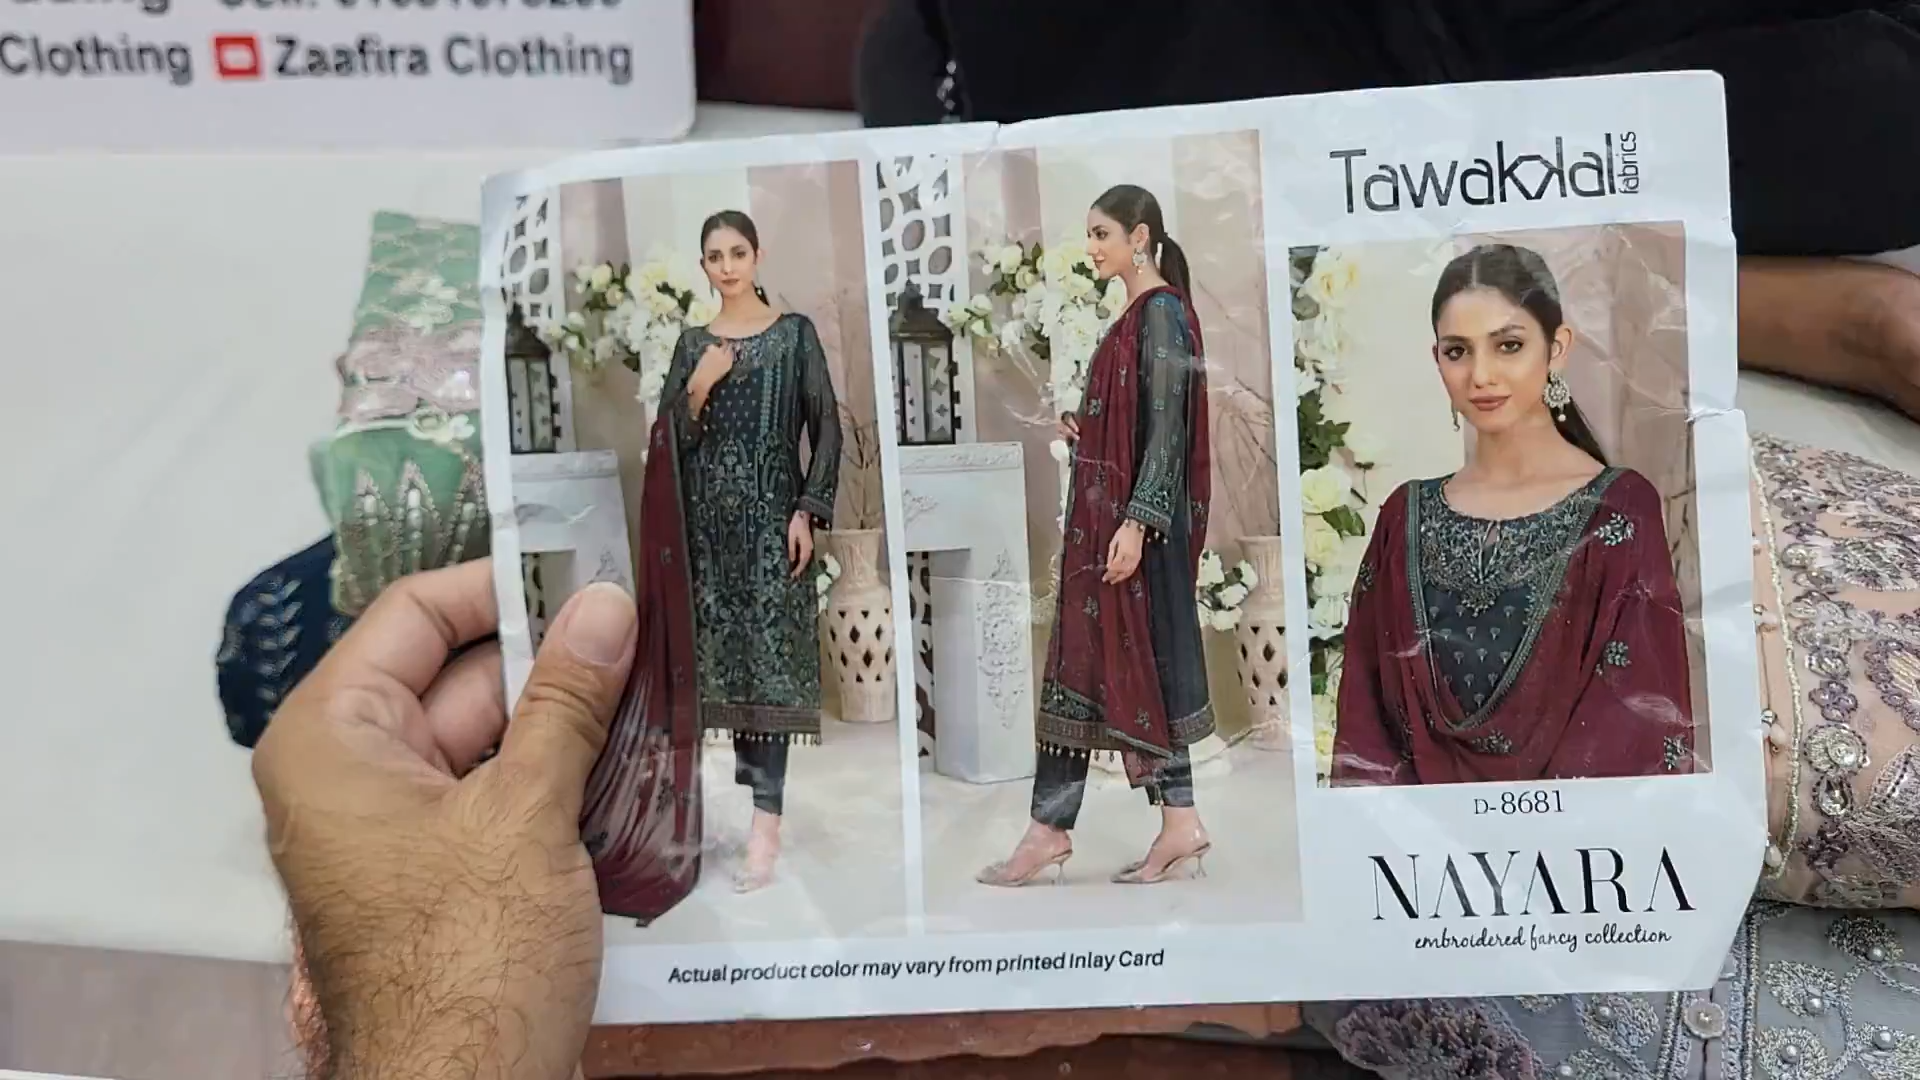 Clothing Zaafira Clothing
Tawakkal fabrics
D-8681
NAYARA
embroidered fancy collection
Actual product color may vary from printed Inlay Card